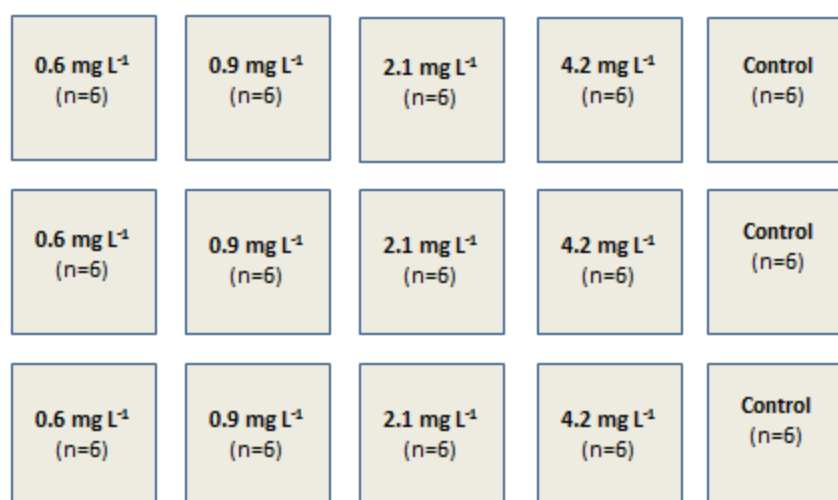 0.6 mg L⁻¹
(n=6)
0.9 mg L⁻¹
(n=6)
2.1 mg L⁻¹
(n=6)
4.2 mg L⁻¹
(n=6)
Control
(n=6)
0.6 mg L⁻¹
(n=6)
0.9 mg L⁻¹
(n=6)
2.1 mg L⁻¹
(n=6)
4.2 mg L⁻¹
(n=6)
Control
(n=6)
0.6 mg L⁻¹
(n=6)
0.9 mg L⁻¹
(n=6)
2.1 mg L⁻¹
(n=6)
4.2 mg L⁻¹
(n=6)
Control
(n=6)